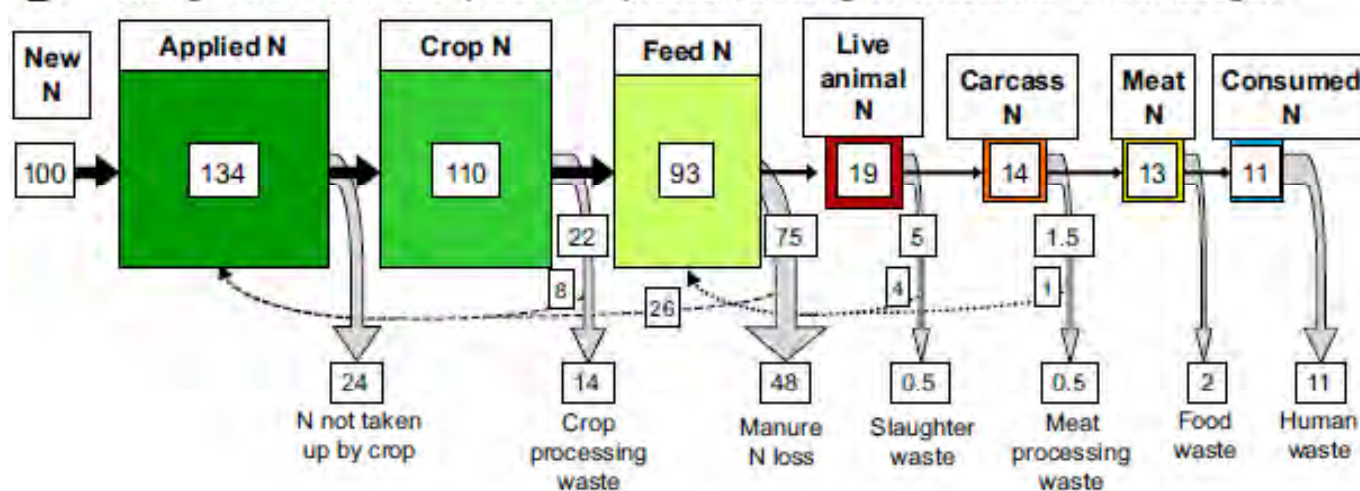 New
N
Applied N
Crop N
Feed N
Live
animal
N
Carcass
N
Meat
N
Consumed
N
100
134
110
93
19
14
13
11
22
75
5
1.5
8
26
4
1
24
14
48
0.5
0.5
2
11
N not taken
up by crop
Crop
processing
waste
Manure
N loss
Slaughter
waste
Meat
processing
waste
Food
waste
Human
waste